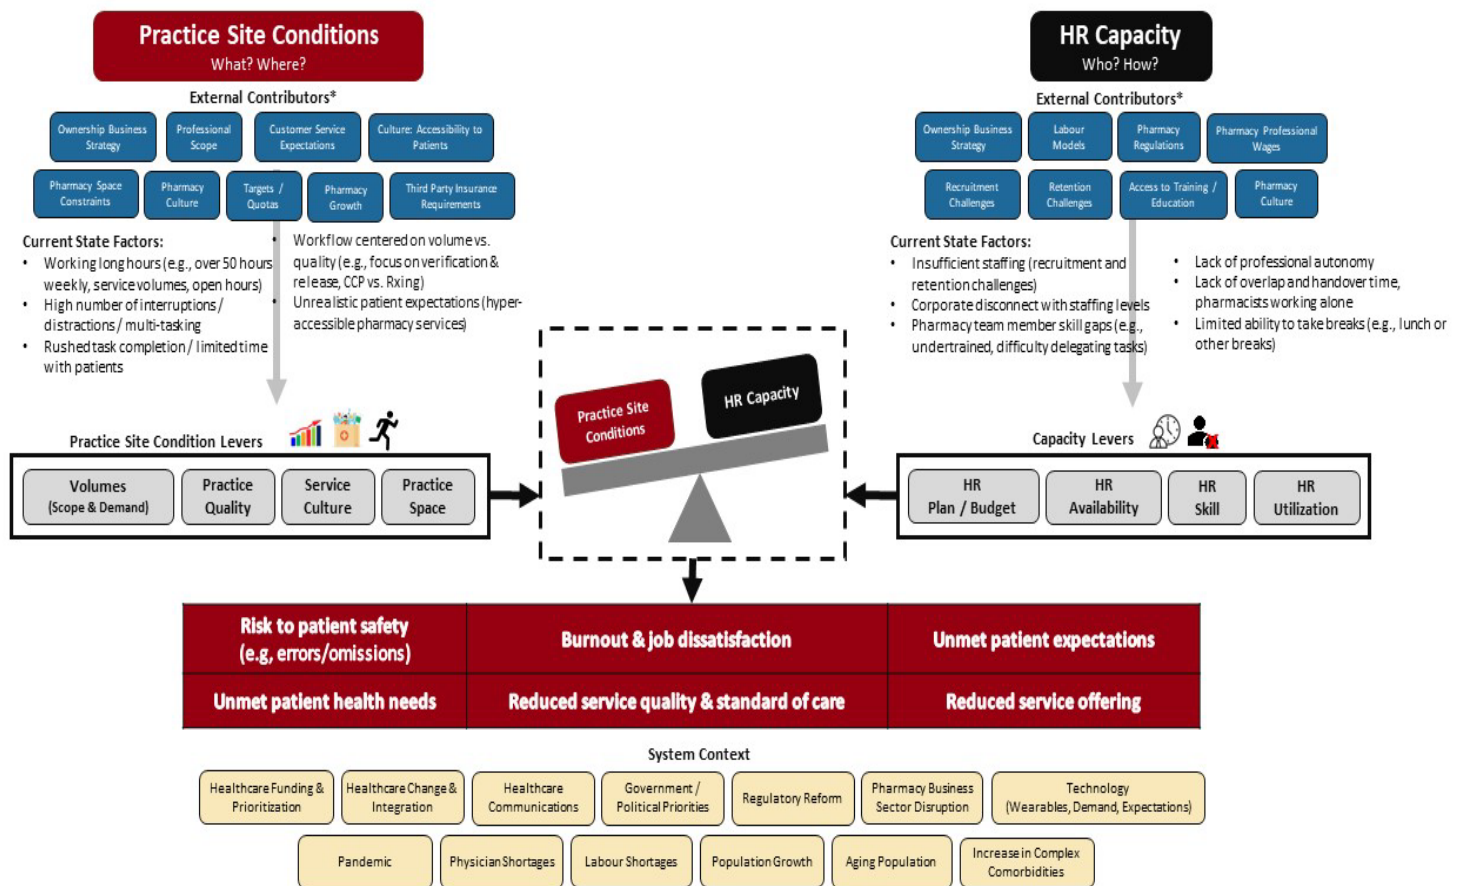 Practice Site Conditions
What? Where?
External Contributors*
Ownership Business
Strategy
Professional
Scope
Customer Service
Expectations
Culture: Accessibility to
Patients
Pharmacy Space
Constraints
Pharmacy
Culture
Targets /
Quotas
Pharmacy
Growth
Third Party Insurance
Requirements
Current State Factors:
• Working long hours (e.g., over 50 hours
weekly, service volumes, open hours)
• High number of interruptions /
distractions / multi-tasking
• Rushed task completion / limited time
with patients
• Workflow centered on volume vs.
quality (e.g., focus on verification &
release, CCP vs. Rxing)
• Unrealistic patient expectations (hyper-
accessible pharmacy services)
Practice Site Condition Levers
Volumes
(Scope & Demand)
Practice
Quality
Service
Culture
Practice
Space
HR Capacity
Who? How?
External Contributors*
Ownership Business
Strategy
Labour
Models
Pharmacy
Regulations
Pharmacy Professional
Wages
Recruitment
Challenges
Retention
Challenges
Access to Training /
Education
Pharmacy
Culture
Current State Factors:
• Insufficient staffing (recruitment and
retention challenges)
• Corporate disconnect with staffing levels
• Pharmacy team member skill gaps (e.g.,
undertrained, difficulty delegating tasks)
• Lack of professional autonomy
• Lack of overlap and handover time,
pharmacists working alone
• Limited ability to take breaks (e.g., lunch or
other breaks)
Capacity Levers
HR
Plan / Budget
HR
Availability
HR
Skill
HR
Utilization
Practice Site
Conditions
HR Capacity
Risk to patient safety
(e.g, errors/omissions)
Burnout & job dissatisfaction
Unmet patient expectations
Unmet patient health needs
Reduced service quality & standard of care
Reduced service offering
System Context
Healthcare Funding &
Prioritization
Healthcare Change &
Integration
Healthcare
Communications
Government /
Political Priorities
Regulatory Reform
Pharmacy Business
Sector Disruption
Technology
(Wearables, Demand, Expectations)
Pandemic
Physician Shortages
Labour Shortages
Population Growth
Aging Population
Increase in Complex
Comorbidities